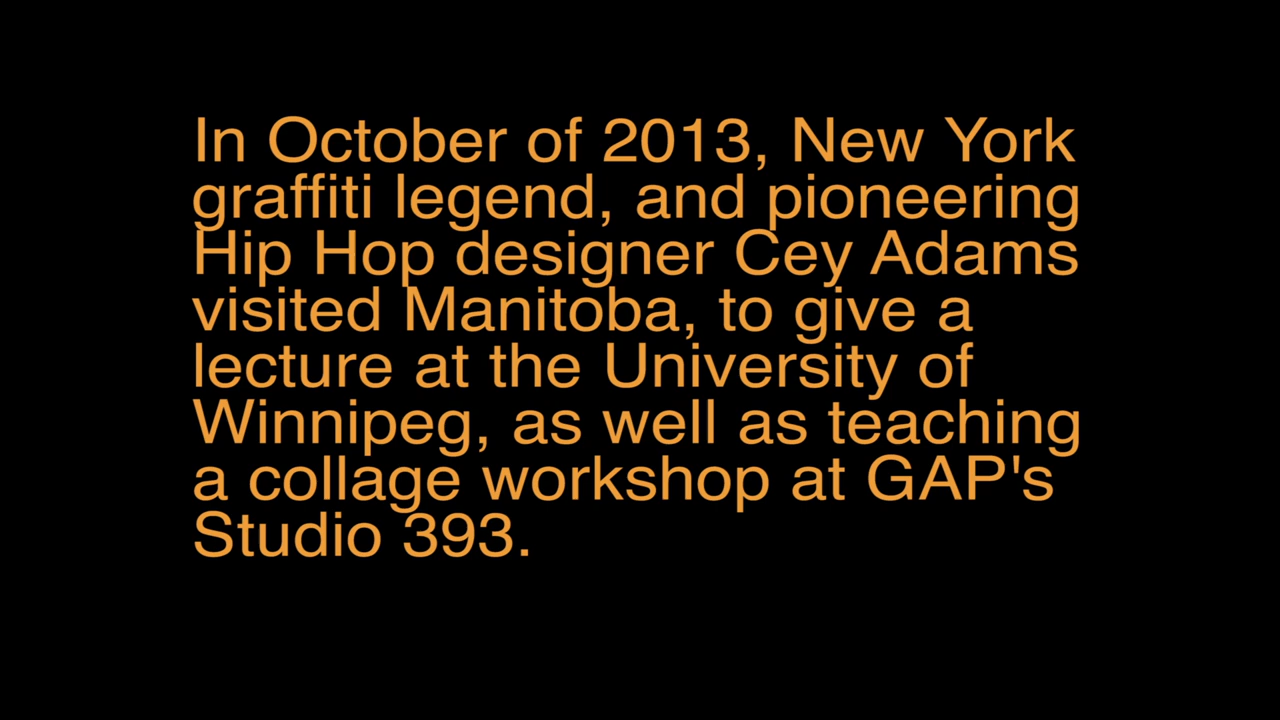 In October of 2013, New York
graffiti legend, and pioneering
Hip Hop designer Cey Adams
visited Manitoba, to give a
lecture at the University of
Winnipeg, as well as teaching
a collage workshop at GAP's
Studio 393.